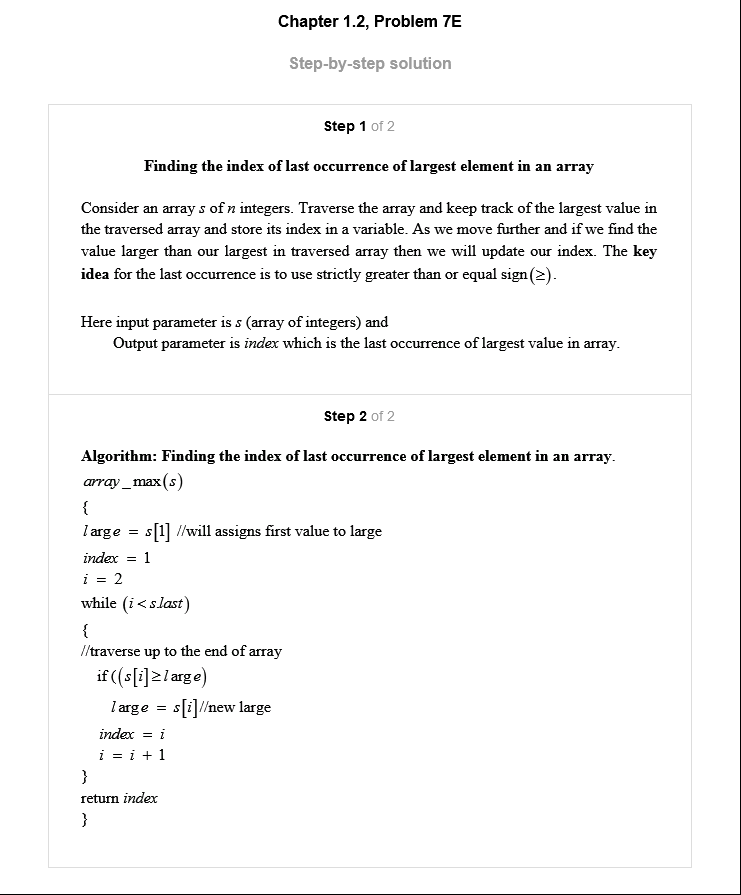 Chapter 1.2, Problem 7E
Step-by-step solution
Step 1 of 2
Finding the index of last occurrence of largest element in an array
Consider an array s of n integers. Traverse the array and keep track of the largest value in
the traversed array and store its index in a variable. As we move further and if we find the
value larger than our largest in traversed array then we will update our index. The key
idea for the last occurrence is to use strictly greater than or equal sign(≥).
Here input parameter is s (array of integers) and
Output parameter is index which is the last occurrence of largest value in array.
Step 2 of 2
Algorithm: Finding the index of last occurrence of largest element in an array.
array_max(s)
{
large = s[1] //will assigns first value to large
index = 1
i = 2
while (i < s.last)
{
//traverse up to the end of array
if((s[i]≥large)
large = s[i]//new large
index = i
i = i + 1
}
return index
}